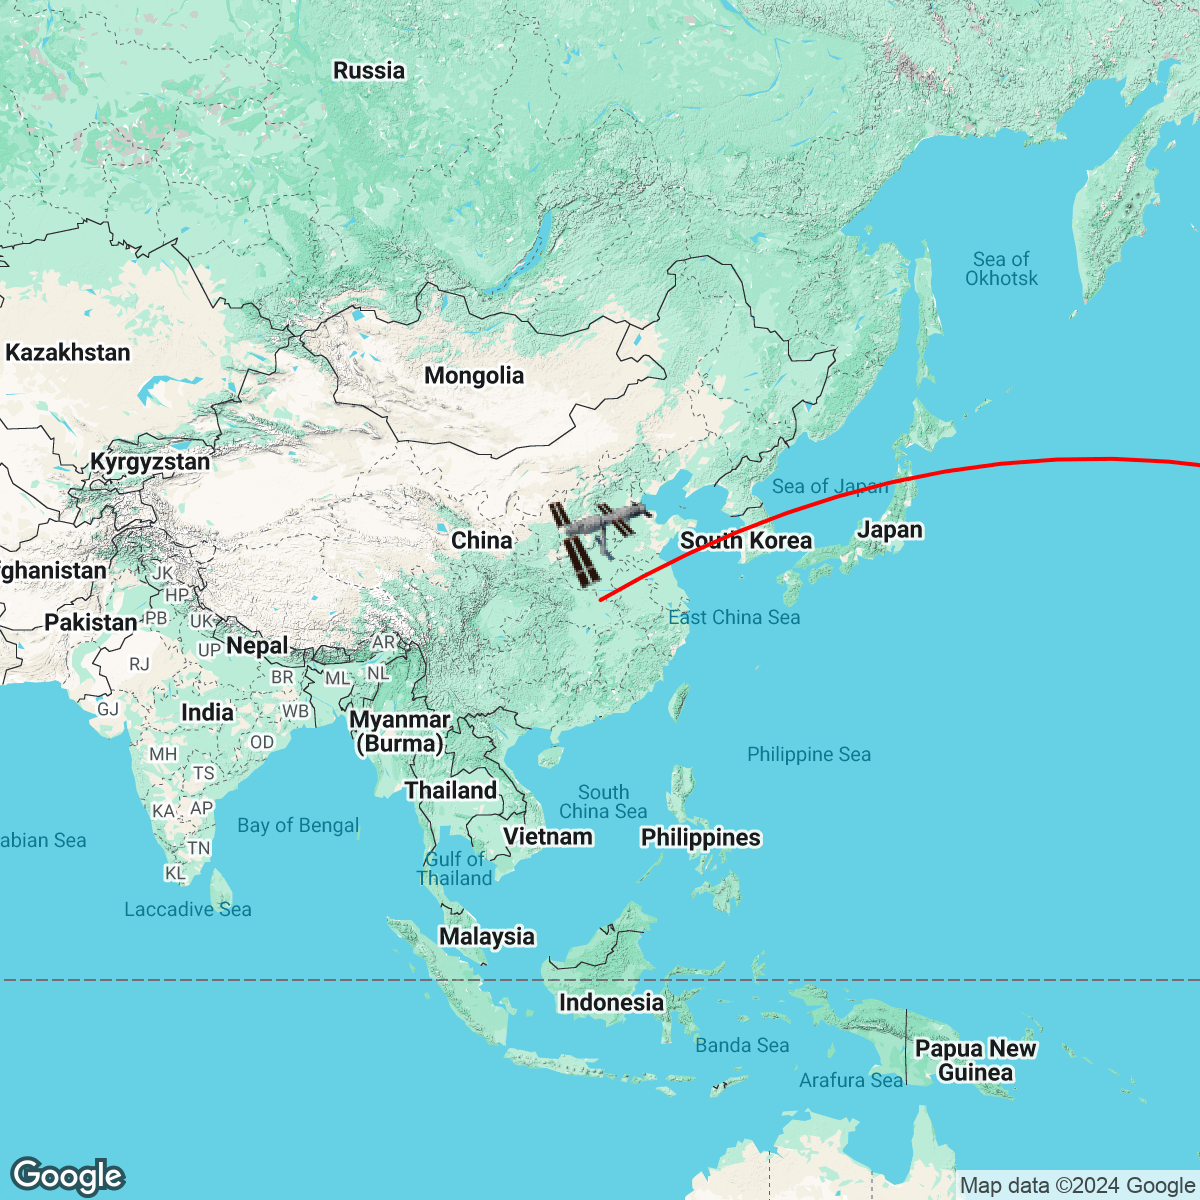 Russia
Sea of
Okhotsk
Kazakhstan
Mongolia
Kyrgyzstan
Sea of Japan
Japan
China
South Korea
fghanistan
JK
HP
Pakistan
PB
UK
East China Sea
UP
Nepal
AR
RJ
BR
ML
NL
GJ
India
WB
Myanmar
(Burma)
OD
MH
Philippine Sea
TS
Thailand
South
China Sea
KA
AP
Bay of Bengal
abian Sea
Vietnam
Philippines
TN
KL
Gulf of
Thailand
Laccadive Sea
Malaysia
Indonesia
Banda Sea
Papua New
Guinea
Arafura Sea
Google
Map data ©2024 Google